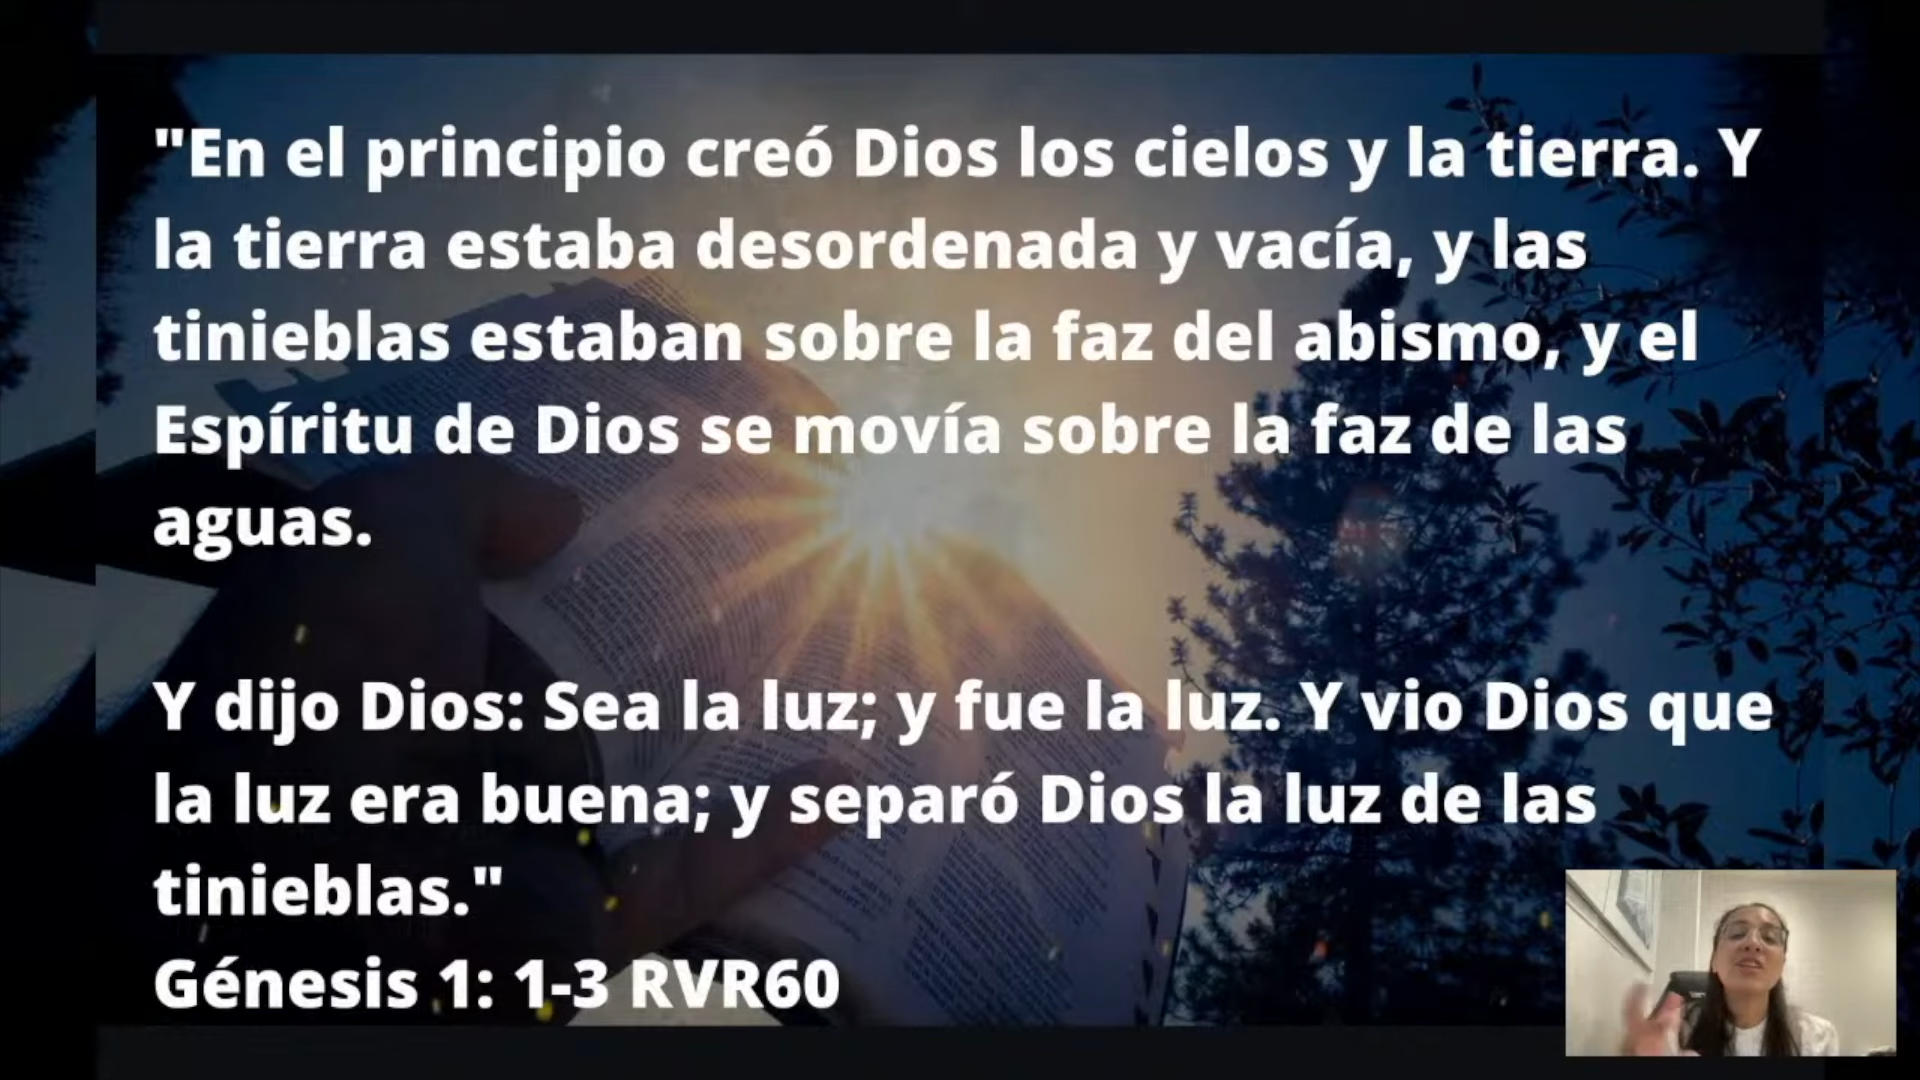 "En el principio creó Dios los cielos y la tierra. Y
la tierra estaba desordenada y vacía, y las
tinieblas estaban sobre la faz del abismo, y el
Espíritu de Dios se movía sobre la faz de las
aguas.
Y dijo Dios: Sea la luz; y fue la luz. Y vio Dios que
la luz era buena; y separó Dios la luz de las
tinieblas."
Génesis 1: 1-3 RVR60